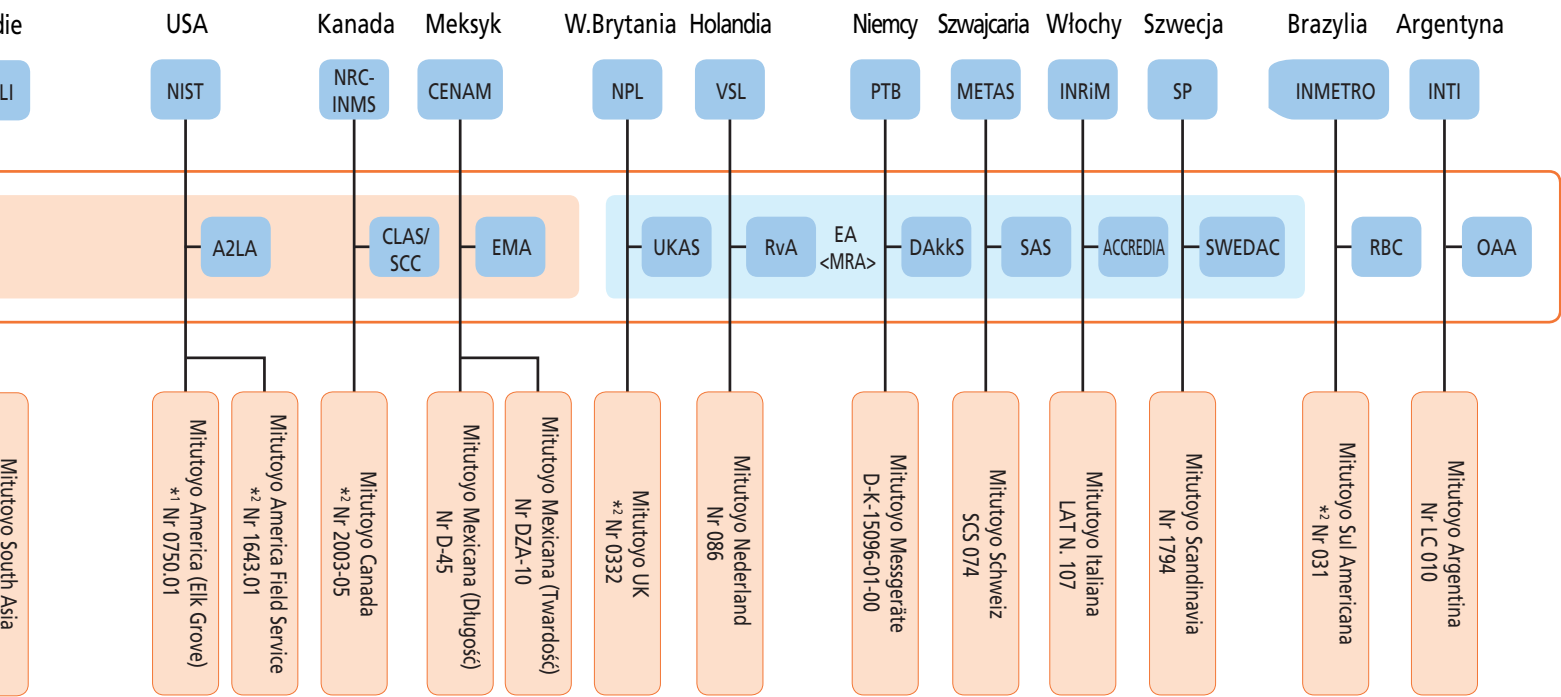 die
USA
Kanada
Meksyk
W.Brytania
Holandia
Niemcy
Szwajcaria
Włochy
Szwecja
Brazylia
Argentyna
LI
NIST
NRC-
INMS
CENAM
NPL
VSL
PTB
METAS
INRiM
SP
INMETRO
INTI
A2LA
CLAS/
SCC
EMA
UKAS
RvA
EA
<MRA>
DAkkS
SAS
ACCREDIA
SWEDAC
RBC
OAA
Mitutoyo South Asia
Mitutoyo America (Elk Grove)
*1 Nr 0750.01
Mitutoyo America Field Service
*2 Nr 1643.01
Mitutoyo Canada
*2 Nr 2003-05
Mitutoyo Mexicana (Długość)
Nr D-45
Mitutoyo Mexicana (Twardość)
Nr DZA-10
Mitutoyo UK
*2 Nr 0332
Mitutoyo Nederland
Nr 086
Mitutoyo Messgeräte
D-K-15096-01-00
Mitutoyo Schweiz
SCS 074
Mitutoyo Italiana
LAT N. 107
Mitutoyo Scandinavia
Nr 1794
Mitutoyo Sul Americana
*2 Nr 031
Mitutoyo Argentina
Nr LC 010